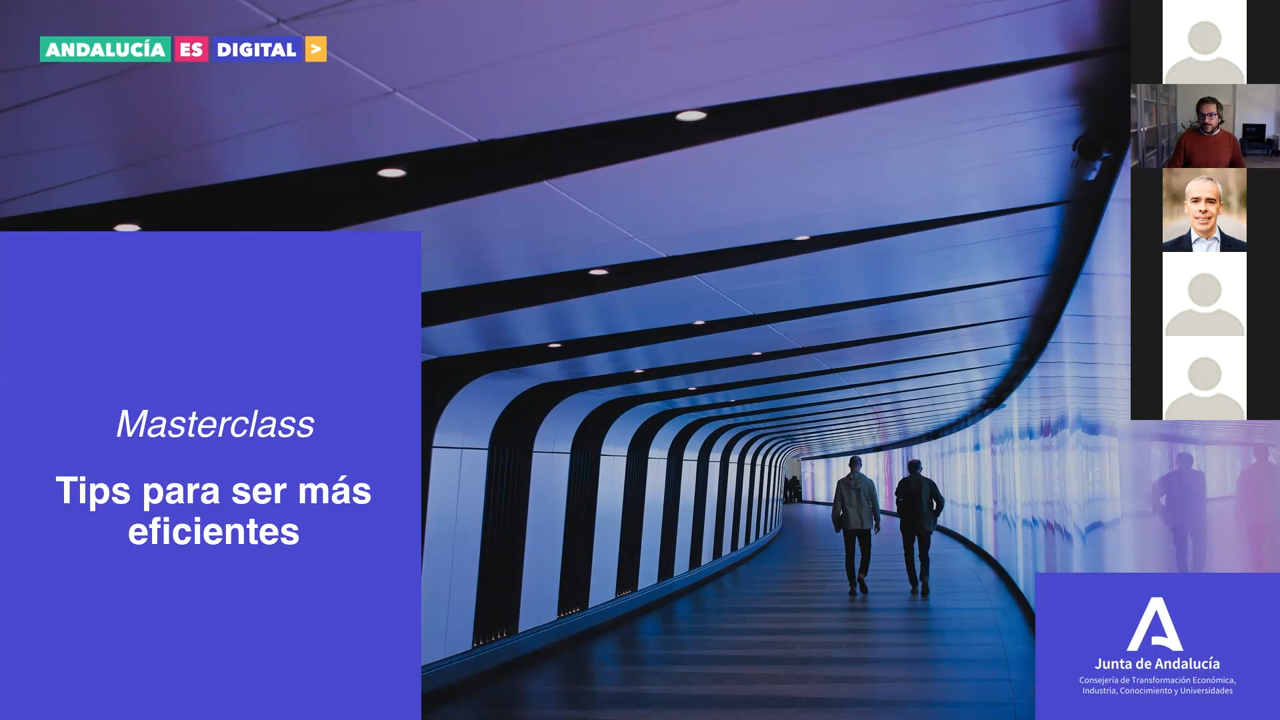 ANDALUCÍA ES DIGITAL >
Masterclass
Tips para ser más
eficientes
Junta de Andalucía
Consejería de Transformación Económica,
Industria, Conocimiento y Universidades